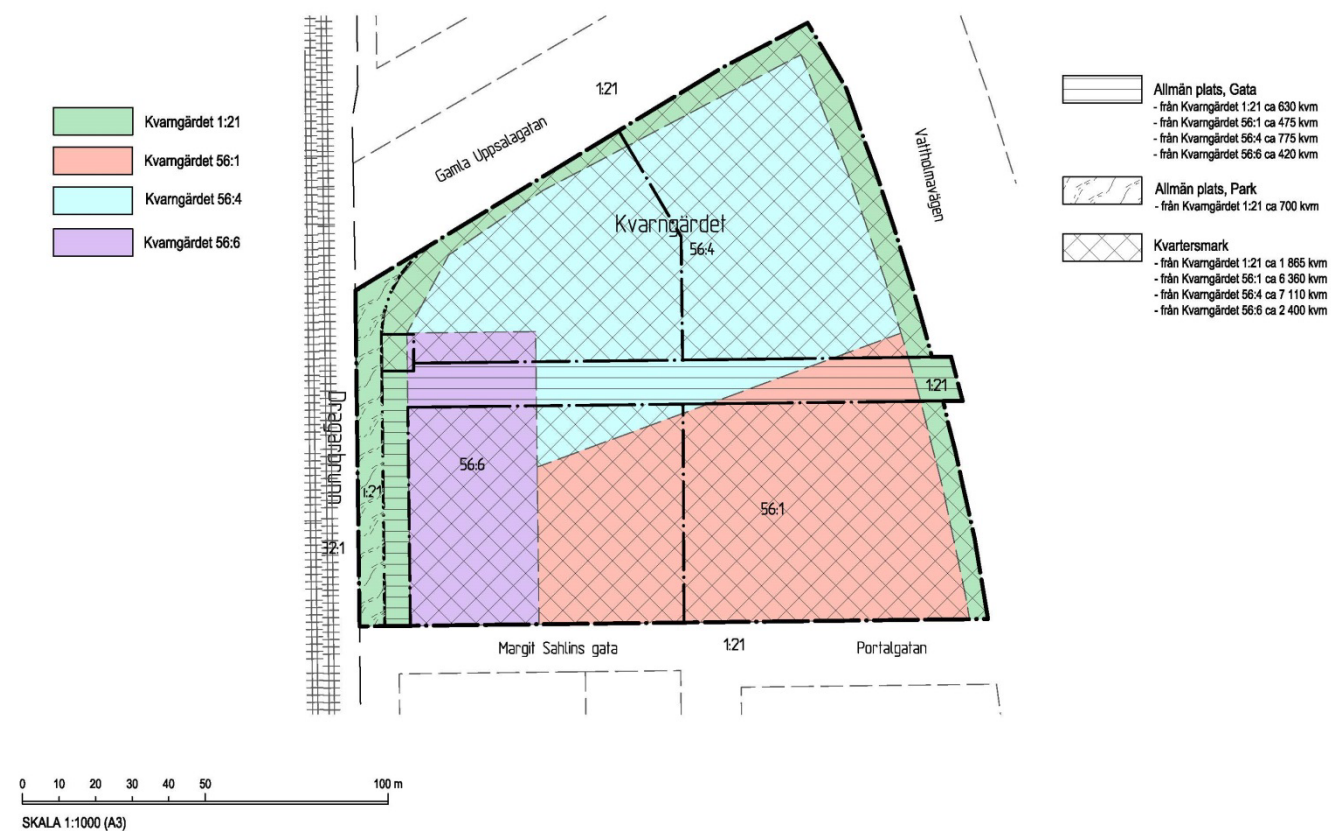 Kvarngärdet 1:21
Kvarngärdet 56:1
Kvarngärdet 56:4
Kvarngärdet 56:6
1:21
Gamla Uppsalagatan
Vattholmavägen
Kvarngärdet
56:4
1:21
Dragarbrunn
1:21
56:6
56:1
32:1
Margit Sahlins gata
1:21
Portalgatan
Allmän plats, Gata
- från Kvarngärdet 1:21 ca 630 kvm
- från Kvarngärdet 56:1 ca 475 kvm
- från Kvarngärdet 56:4 ca 775 kvm
- från Kvarngärdet 56:6 ca 420 kvm
Allmän plats, Park
- från Kvarngärdet 1:21 ca 700 kvm
Kvartersmark
- från Kvarngärdet 1:21 ca 1 865 kvm
- från Kvarngärdet 56:1 ca 6 360 kvm
- från Kvarngärdet 56:4 ca 7 110 kvm
- från Kvarngärdet 56:6 ca 2 400 kvm
0 10 20 30 40 50 100 m
SKALA 1:1000 (A3)